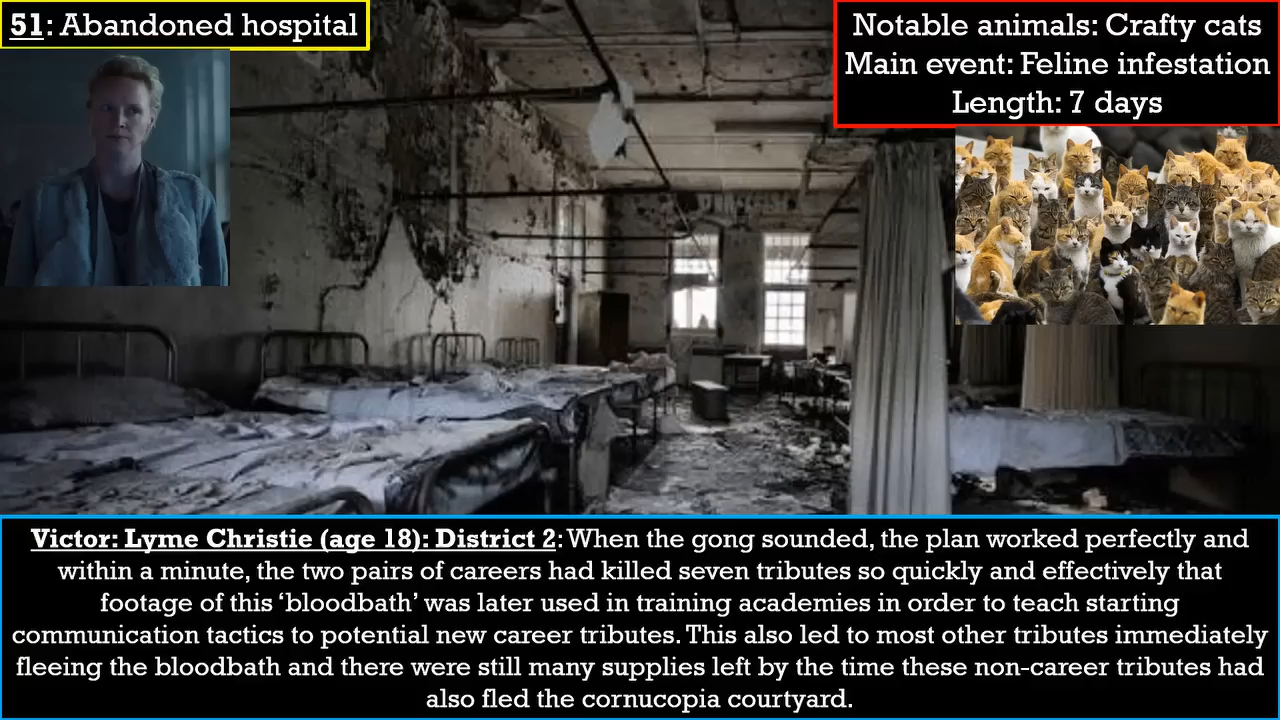 51: Abandoned hospital
Notable animals: Crafty cats
Main event: Feline infestation
Length: 7 days
Victor: Lyme Christie (age 18): District 2: When the gong sounded, the plan worked perfectly and
within a minute, the two pairs of careers had killed seven tributes so quickly and effectively that
footage of this ‘bloodbath’ was later used in training academies in order to teach starting
communication tactics to potential new career tributes. This also led to most other tributes immediately
fleeing the bloodbath and there were still many supplies left by the time these non-career tributes had
also fled the cornucopia courtyard.